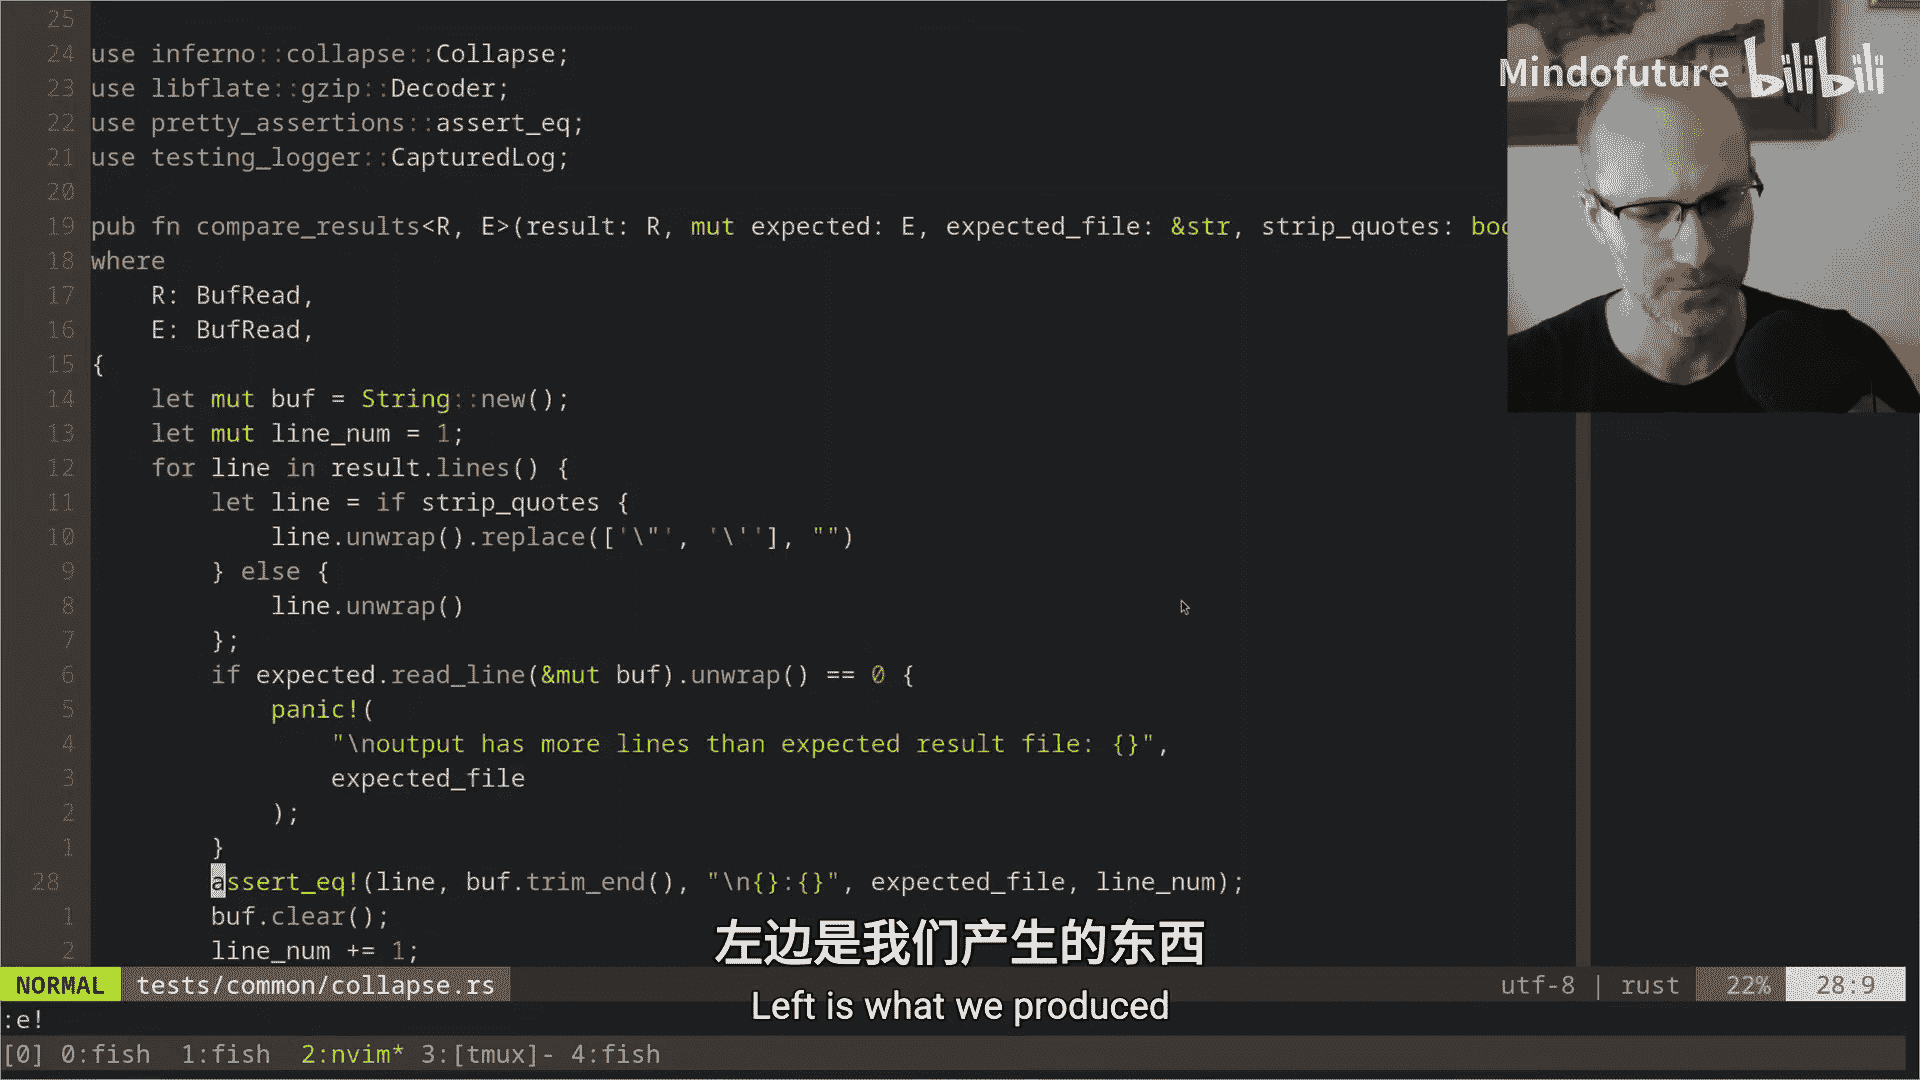 25
24 use inferno::collapse::Collapse;
23 use libflate::gzip::Decoder;
22 use pretty_assertions::assert_eq;
21 use testing_logger::CapturedLog;
20
19 pub fn compare_results<R, E>(result: R, mut expected: E, expected_file: &str, strip_quotes: boo
18 where
17     R: BufRead,
16     E: BufRead,
15 {
14     let mut buf = String::new();
13     let mut line_num = 1;
12     for line in result.lines() {
11         let line = if strip_quotes {
10             line.unwrap().replace(['\"', '\''], "")
9         } else {
8             line.unwrap()
7         };
6         if expected.read_line(&mut buf).unwrap() == 0 {
5             panic!(
4                 "\noutput has more lines than expected result file: {}",
3                 expected_file
2             );
1         }
28         assert_eq!(line, buf.trim_end(), "\n{}:{}", expected_file, line_num);
1         buf.clear();
2         line_num += 1;
Mindofuture bilibili
左边是我们产生的东西
Left is what we produced
NORMAL tests/common/collapse.rs utf-8 | rust 22% 28:9
:e!
[0] 0:fish 1:fish 2:nvim* 3:[tmux]- 4:fish